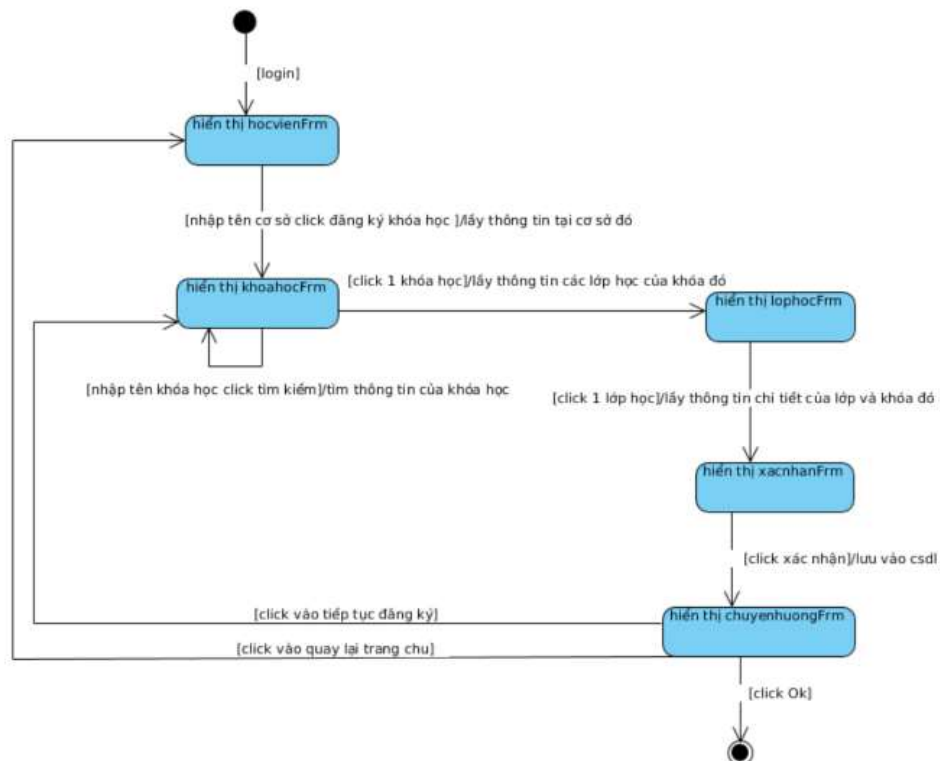 [login]
hiển thị hocvienFrm
[nhập tên cơ sở click đăng ký khóa học ]/lấy thông tin tại cơ sở đó
hiển thị khoahocFrm
[click 1 khóa học]/lấy thông tin các lớp học của khóa đó
hiển thị lophocFrm
[nhập tên khóa học click tìm kiếm]/tìm thông tin của khóa học
[click 1 lớp học]/lấy thông tin chi tiết của lớp và khóa đó
hiển thị xacnhanFrm
[click xác nhận]/lưu vào csdl
hiển thị chuyenhuongFrm
[click vào tiếp tục đăng ký]
[click vào quay lại trang chu]
[click Ok]